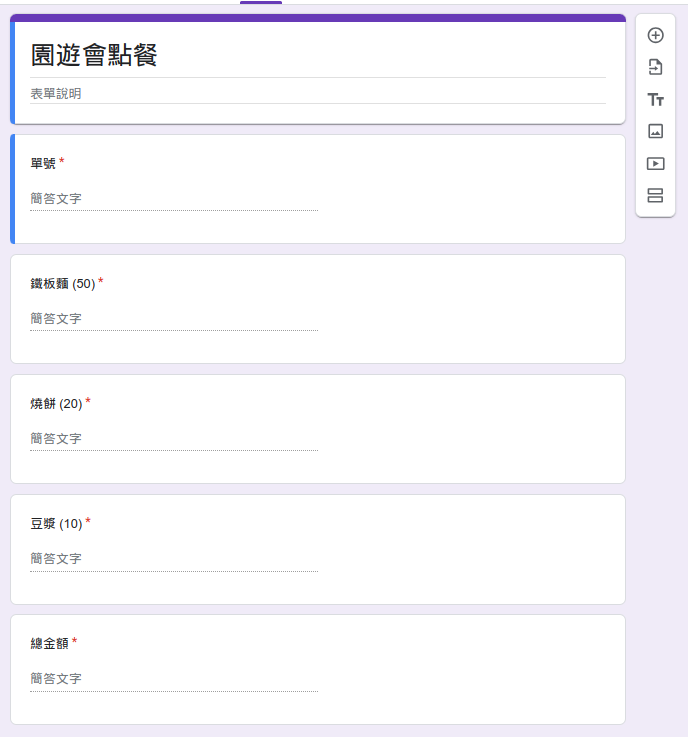 園遊會點餐
表單說明
單號 *
簡答文字
鐵板麵 (50) *
簡答文字
燒餅 (20) *
簡答文字
豆漿 (10) *
簡答文字
總金額 *
簡答文字